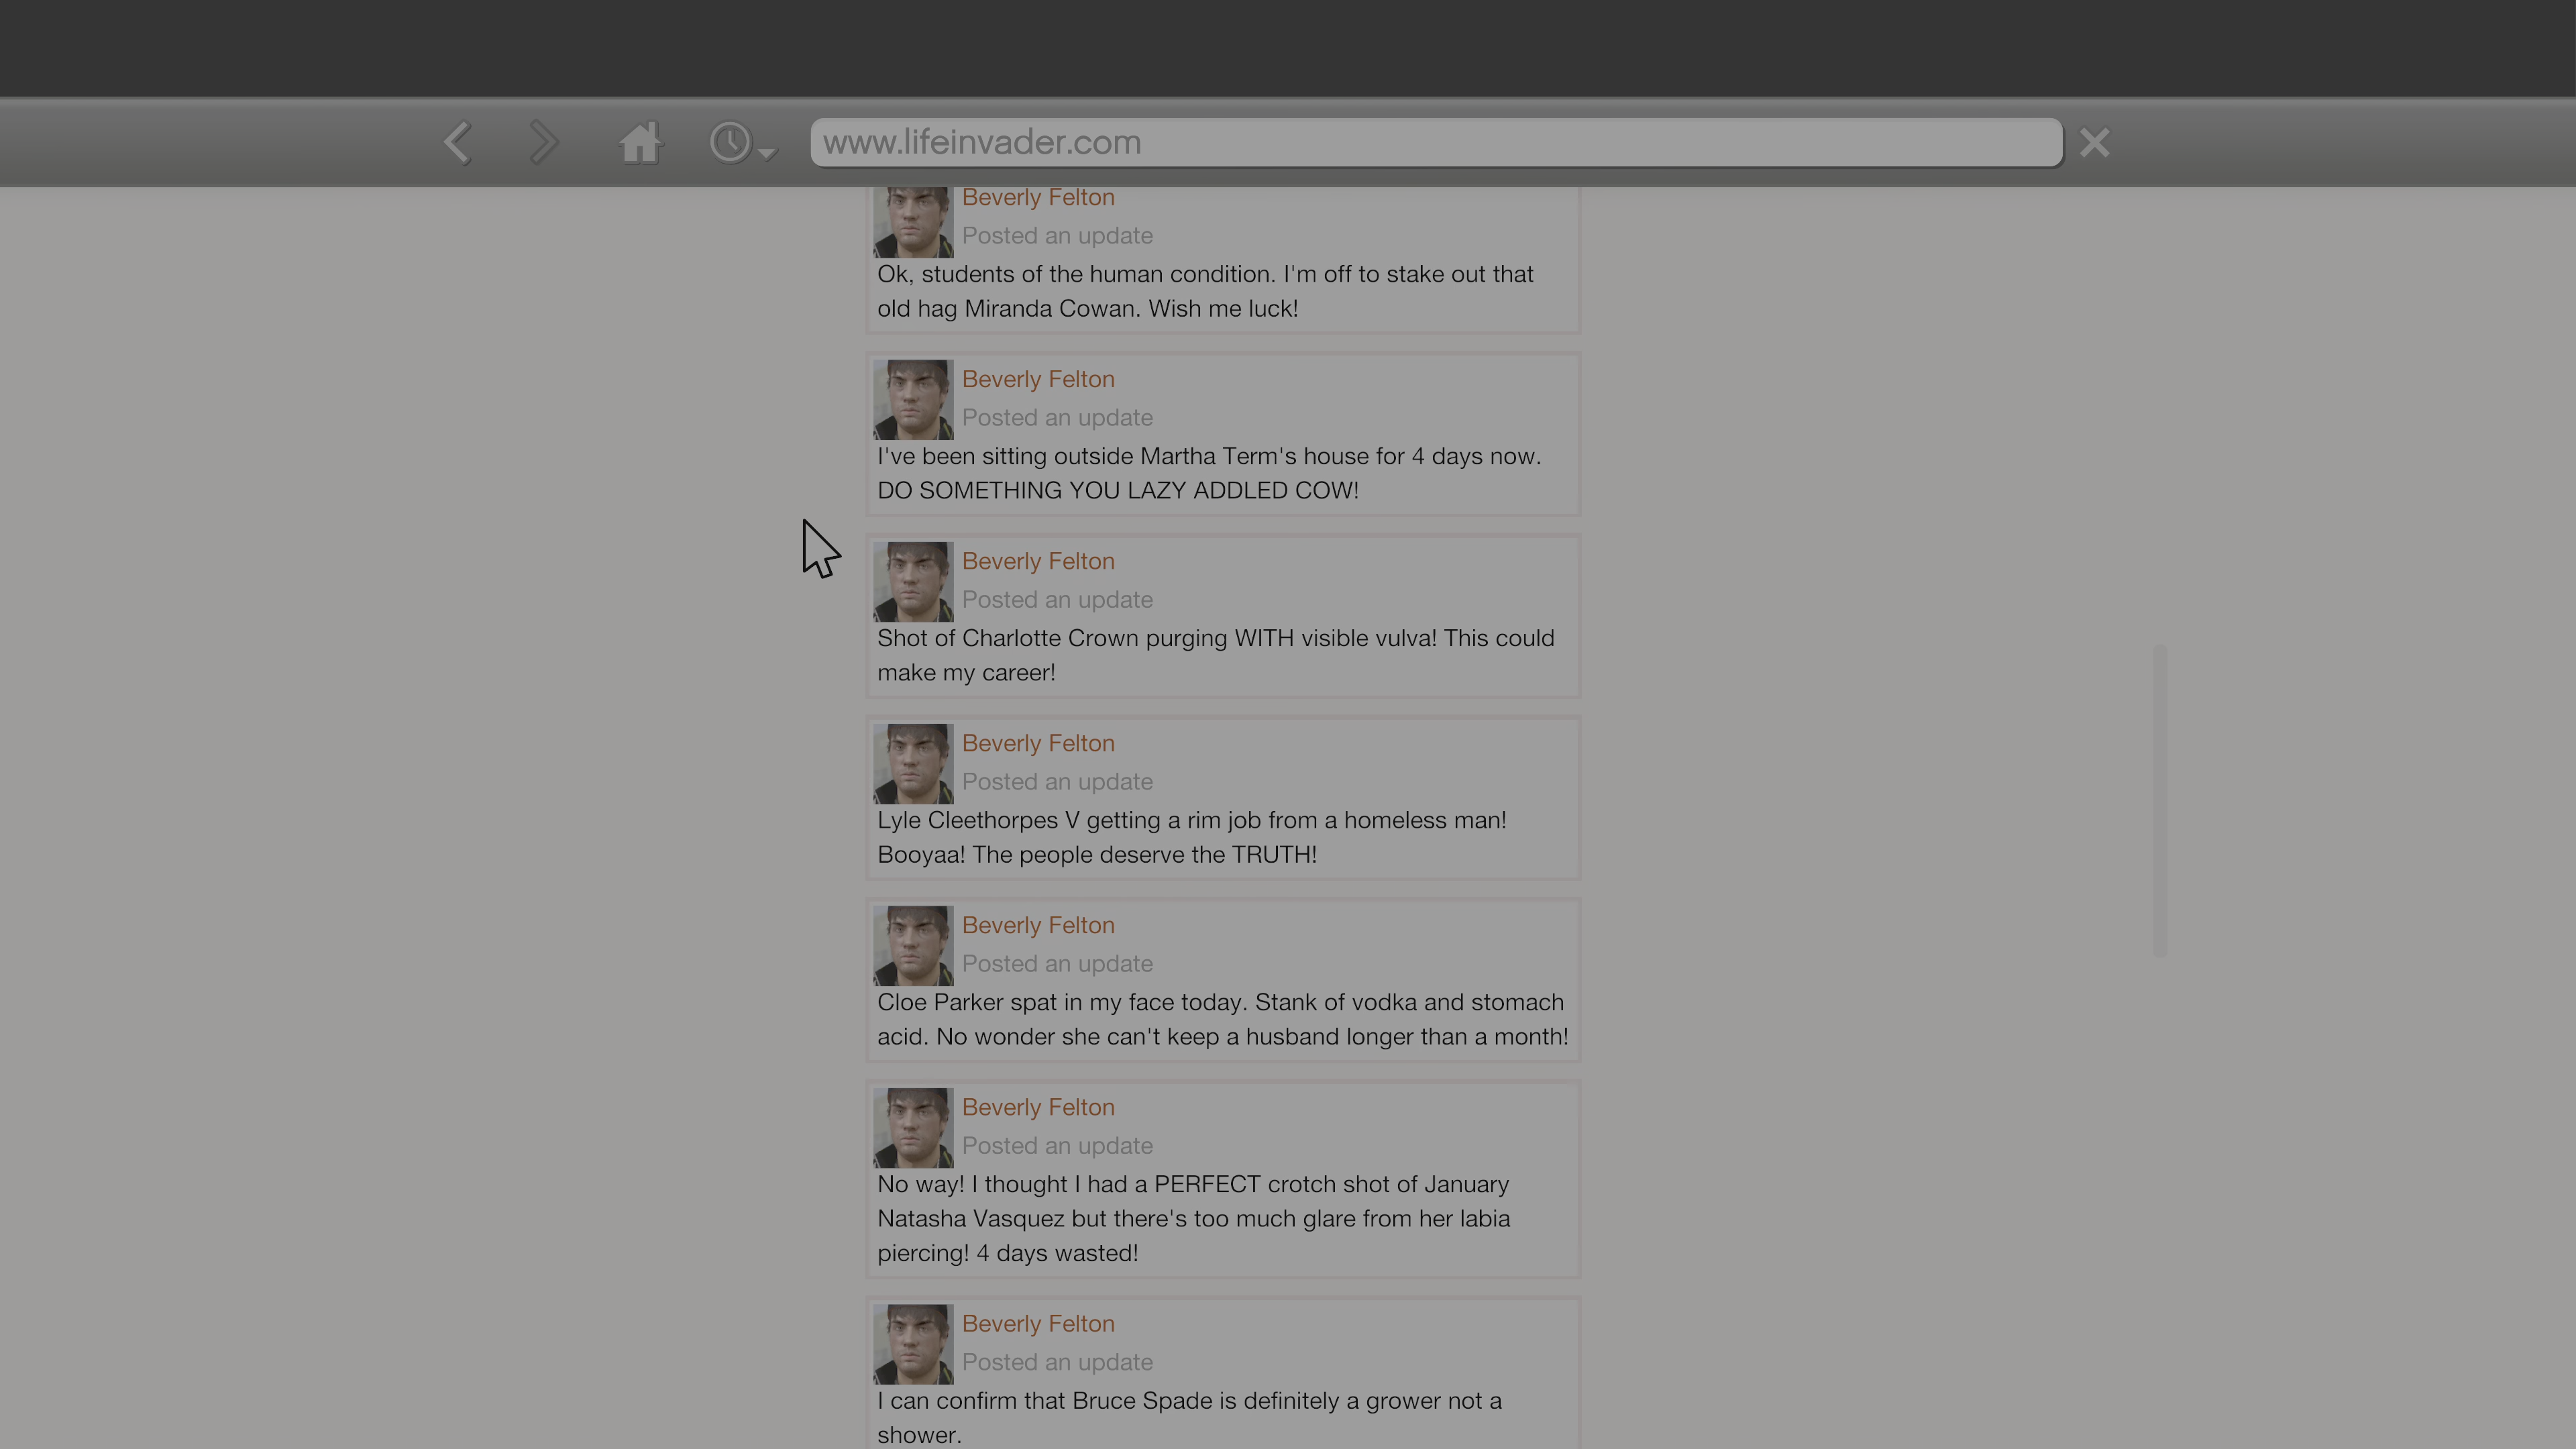 www.lifeinvader.com
Beverly Felton
Posted an update
Ok, students of the human condition. I'm off to stake out that
old hag Miranda Cowan. Wish me luck!
Beverly Felton
Posted an update
I've been sitting outside Martha Term's house for 4 days now.
DO SOMETHING YOU LAZY ADDLED COW!
Beverly Felton
Posted an update
Shot of Charlotte Crown purging WITH visible vulva! This could
make my career!
Beverly Felton
Posted an update
Lyle Cleethorpes V getting a rim job from a homeless man!
Booyaa! The people deserve the TRUTH!
Beverly Felton
Posted an update
Cloe Parker spat in my face today. Stank of vodka and stomach
acid. No wonder she can't keep a husband longer than a month!
Beverly Felton
Posted an update
No way! I thought I had a PERFECT crotch shot of January
Natasha Vasquez but there's too much glare from her labia
piercing! 4 days wasted!
Beverly Felton
Posted an update
I can confirm that Bruce Spade is definitely a grower not a
shower.